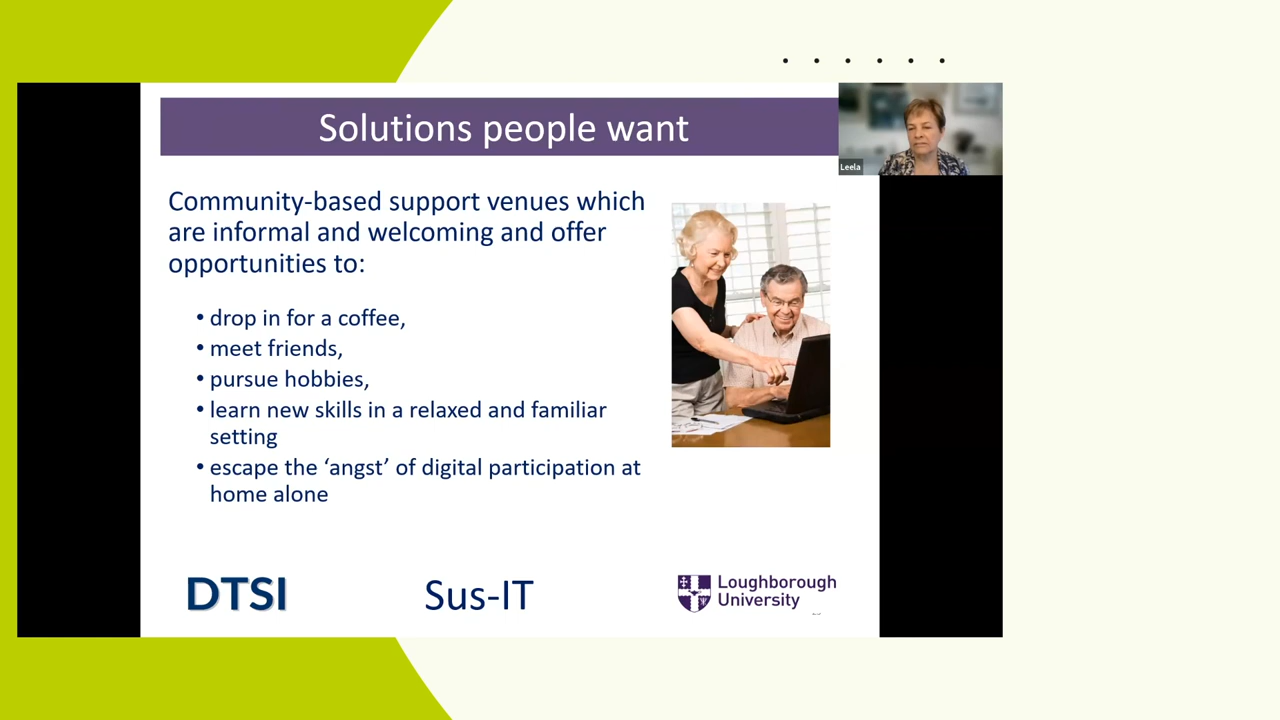 Solutions people want
Leela
Community-based support venues which
are informal and welcoming and offer
opportunities to:
• drop in for a coffee,
• meet friends,
• pursue hobbies,
• learn new skills in a relaxed and familiar
setting
• escape the ‘angst’ of digital participation at
home alone
DTSI
Sus-IT
Loughborough
University